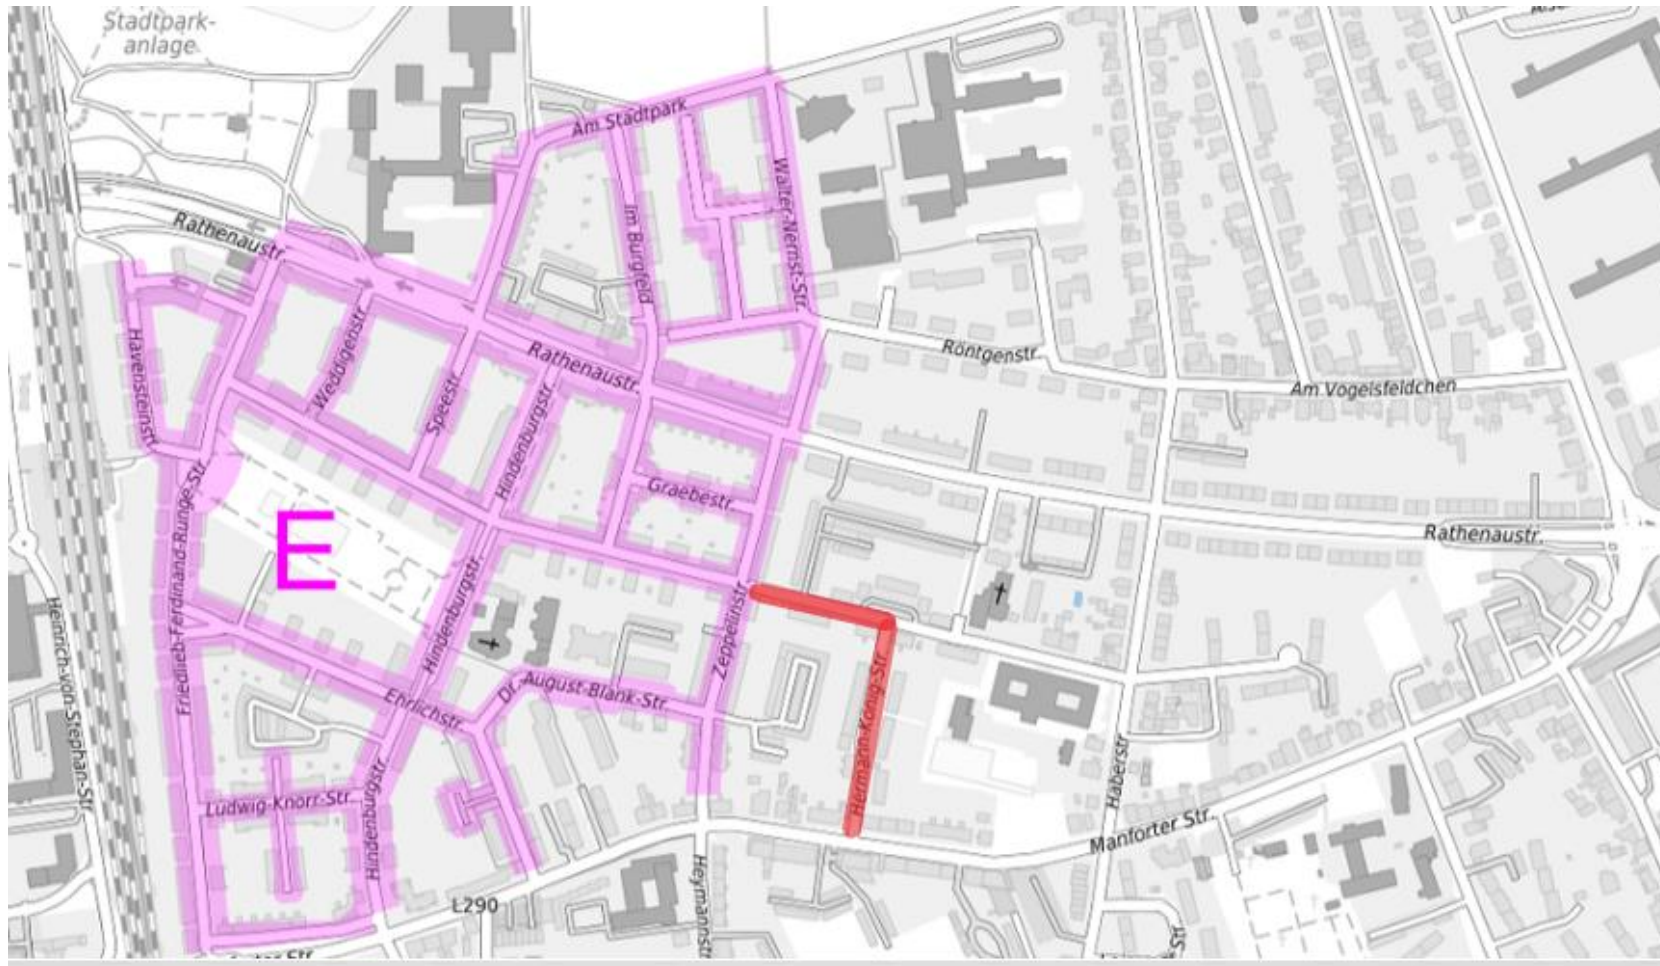 Stadtpark-
anlage
Am Stadtpark
Rathenaustr.
Im Burgfeld
Walter-Nernst-Str.
Havensteinstr.
Weddigenstr.
Speestr.
Rathenaustr.
Hindenburgstr.
Röntgenstr.
Am Vogelsfeldchen
Graebestr.
Rathenaustr.
E
Friedlieb-Ferdinand-Runge-Str.
Heinrich-von-Stephan-Str.
Hindenburgstr.
Zeppelinstr.
Dr.-August-Blank-Str.
Ehrlichstr.
Hermann-König-Str.
Haberstr.
Ludwig-Knorr-Str.
Hindenburgstr.
Manforter Str.
Heymannstr.
L290